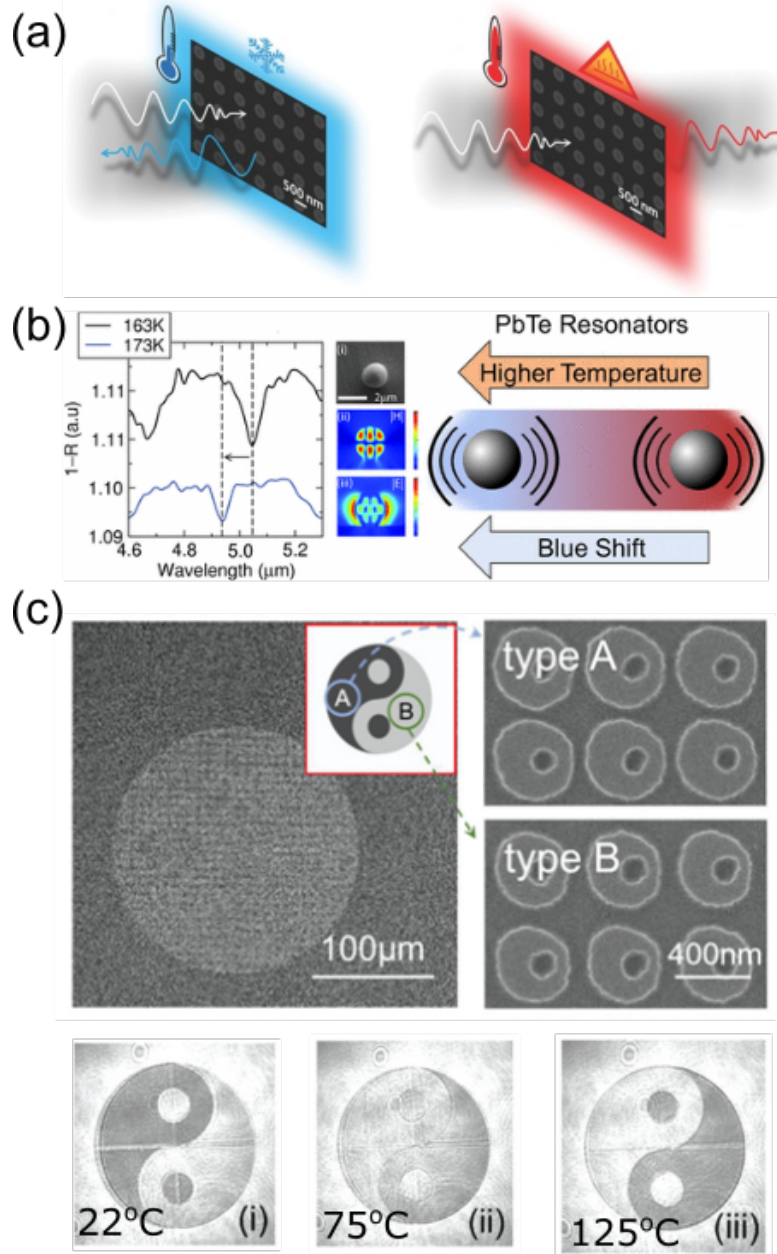 (a)
500 nm
500 nm
(b)
163K
173K
1−R (a.u)
1.11
1.11
1.10
1.09
4.6 4.8 5.0 5.2
Wavelength (μm)
(i)
2μm
(ii) |H|
(iii) |E|
PbTe Resonators
Higher Temperature
Blue Shift
(c)
A
B
100μm
type A
type B
400nm
22°C (i)
75°C (ii)
125°C (iii)